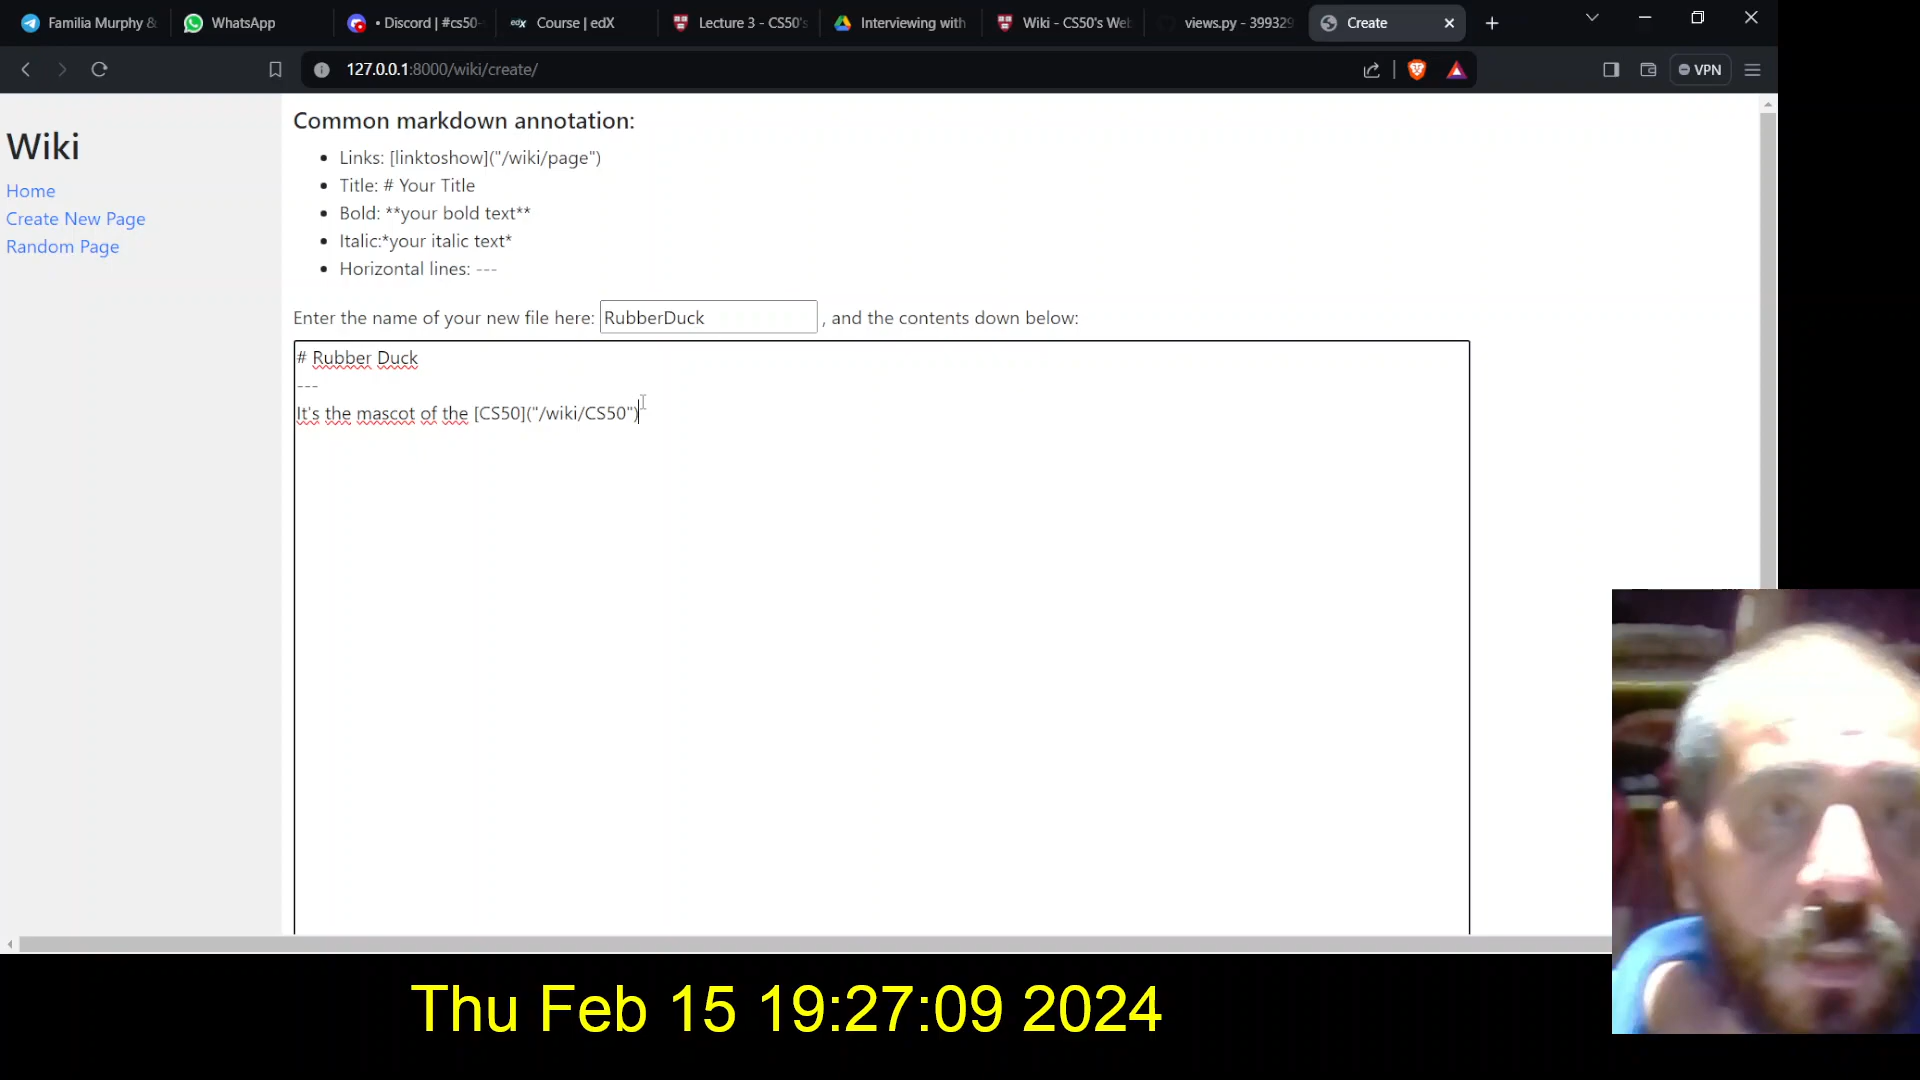 Familia Murphy &
WhatsApp
• Discord | #cs50-
edX Course | edX
Lecture 3 - CS50's
Interviewing with
Wiki - CS50's Web
views.py - 399329
Create
127.0.0.1:8000/wiki/create/
VPN
Wiki
Home
Create New Page
Random Page
Common markdown annotation:
Links: [linktoshow]("/wiki/page")
Title: # Your Title
Bold: **your bold text**
Italic:*your italic text*
Horizontal lines: ---
Enter the name of your new file here: RubberDuck , and the contents down below:
# Rubber Duck
---
It's the mascot of the [CS50]("/wiki/CS50")
Thu Feb 15 19:27:09 2024